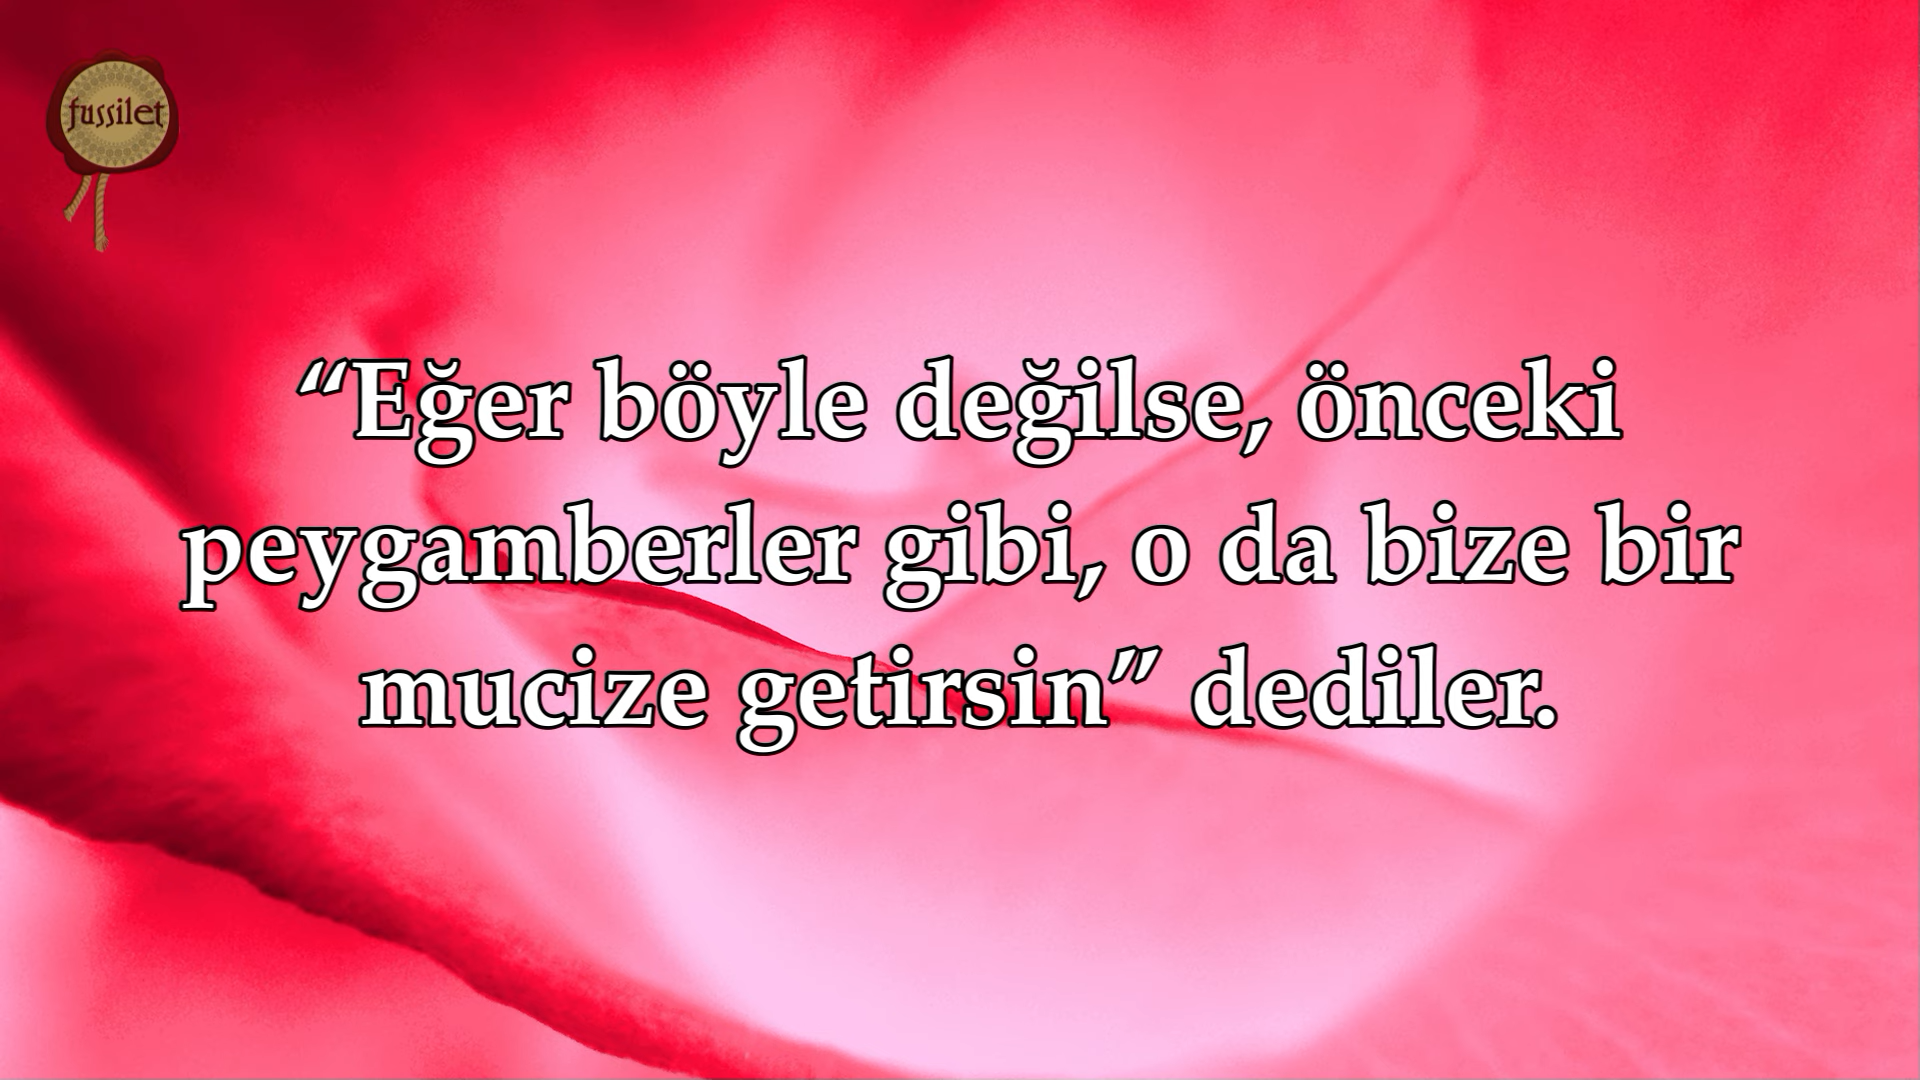 fussilet
“Eğer böyle değilse, önceki
peygamberler gibi, o da bize bir
mucize getirsin” dediler.